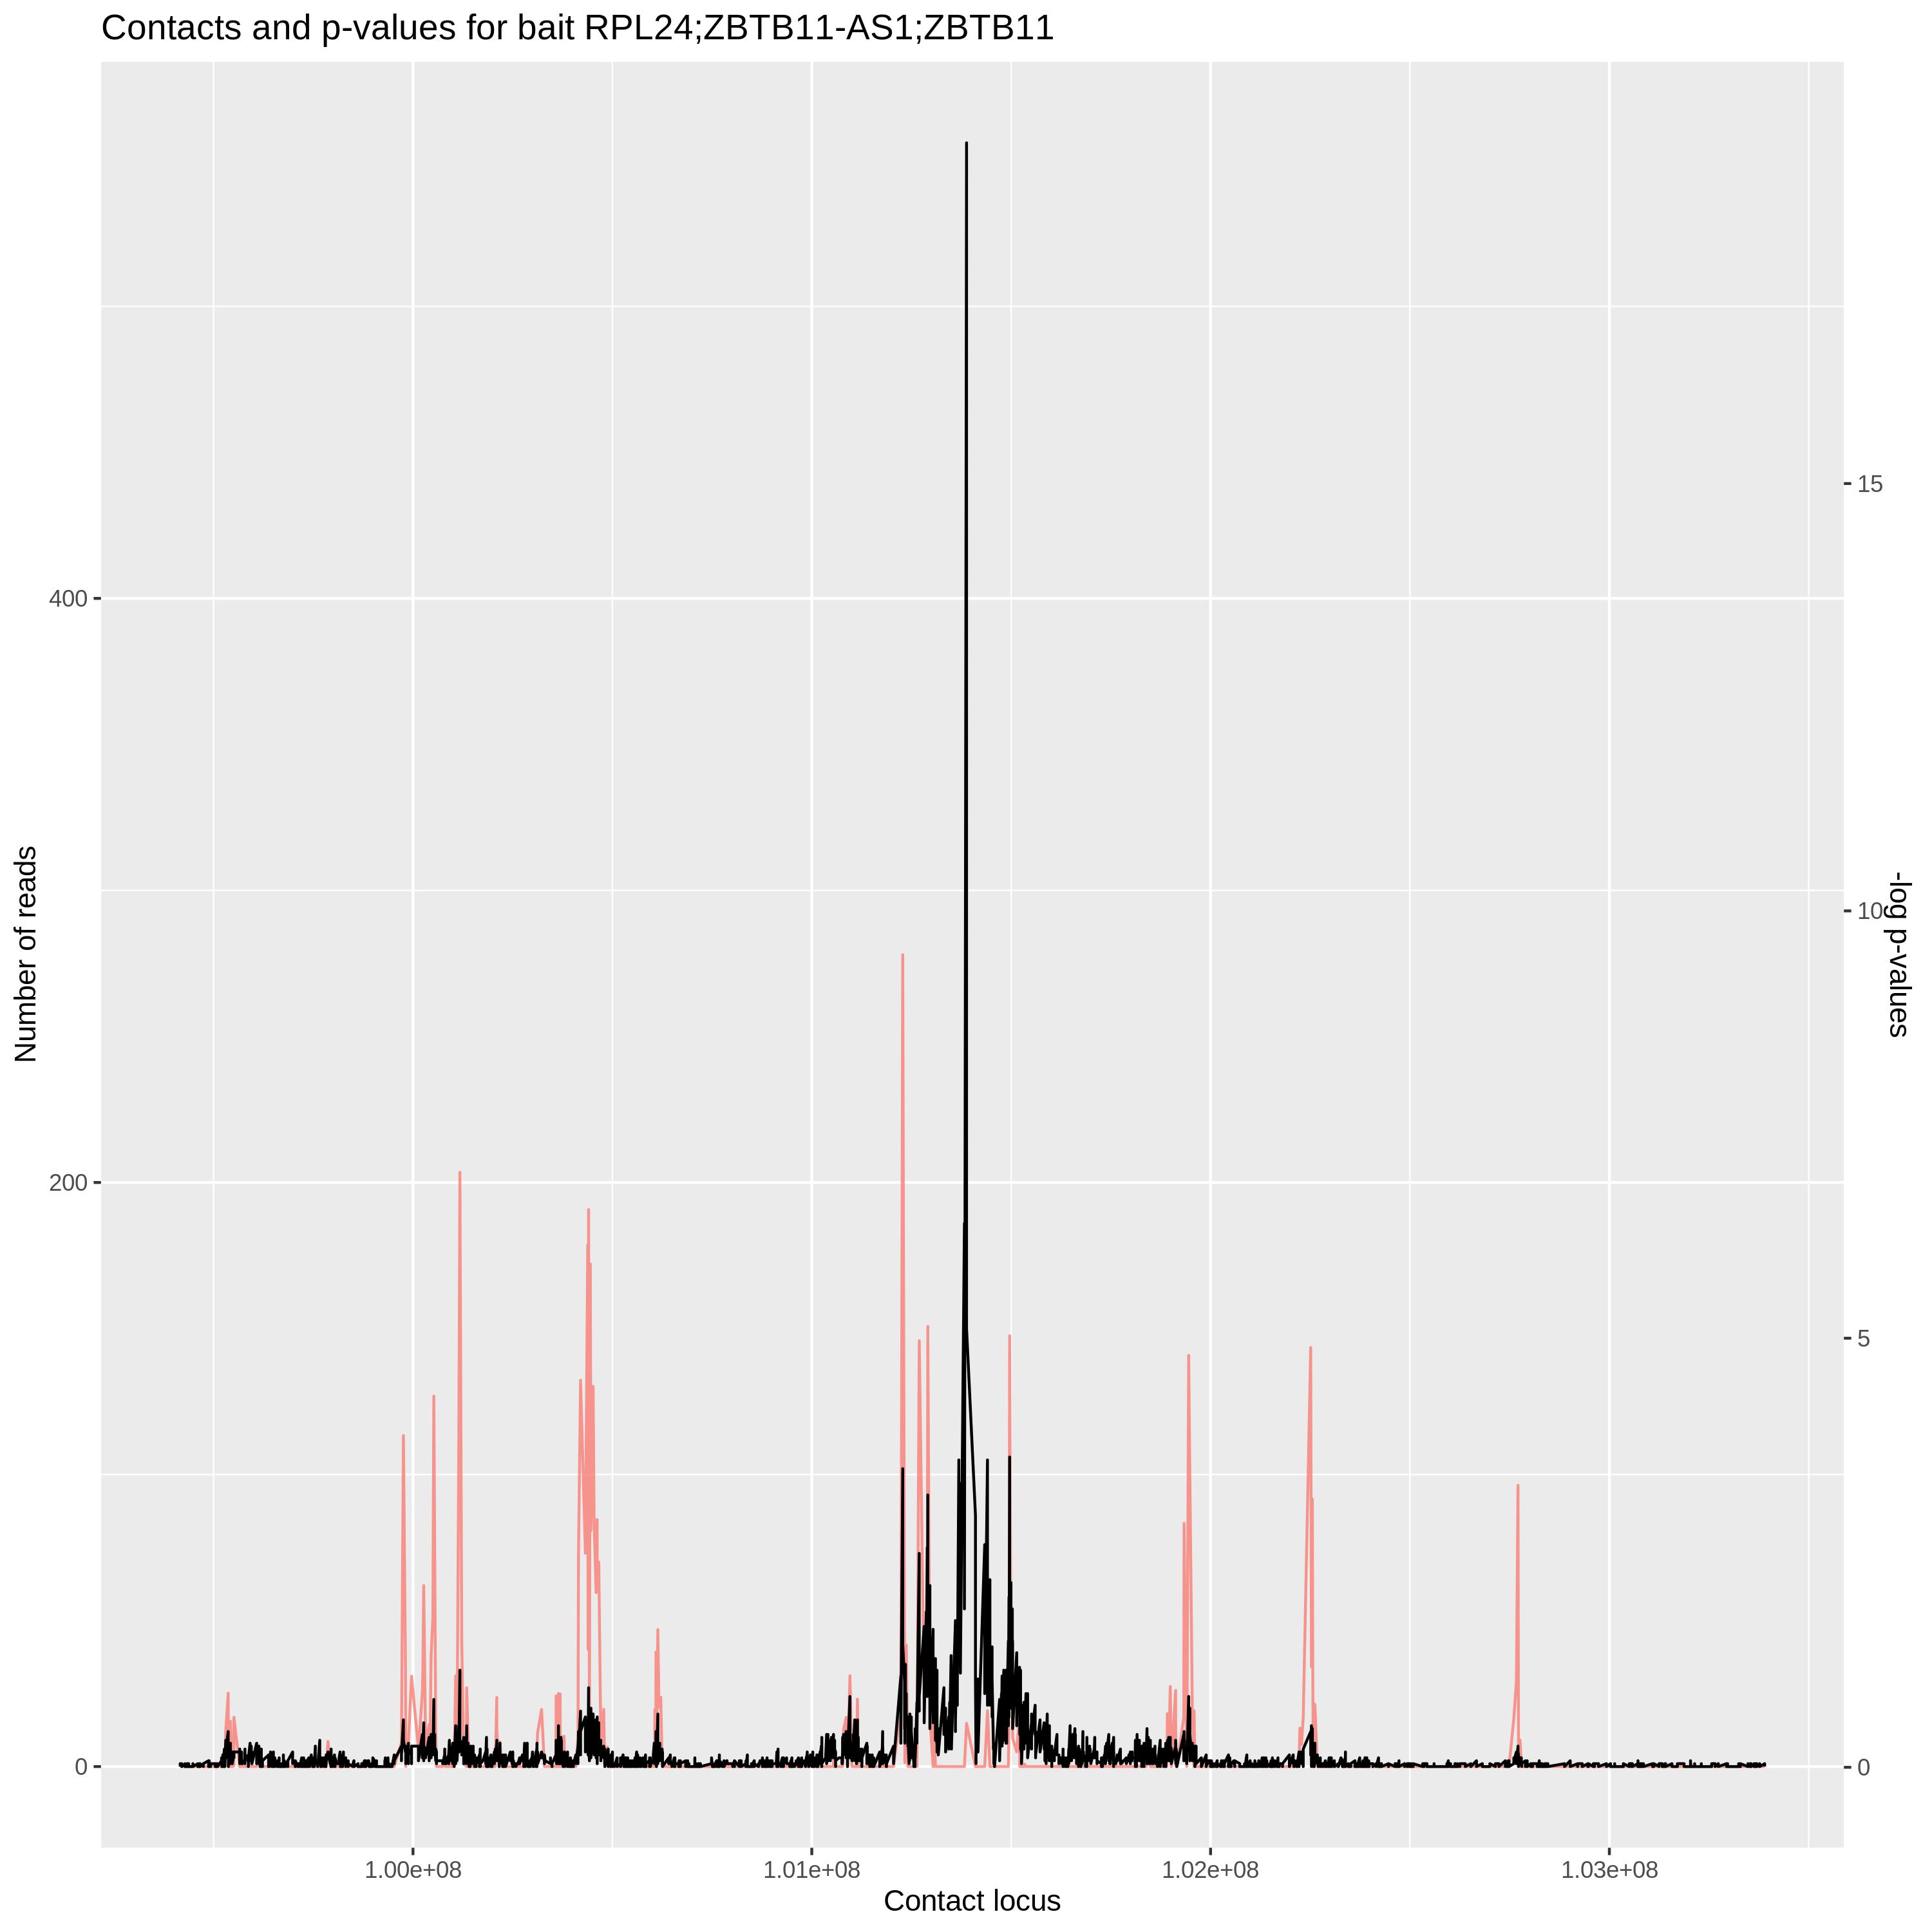 Contacts and p-values for bait RPL24;ZBTB11-AS1;ZBTB11
Number of reads
400
200
0
15
10
5
0
-log p-values
1.00e+08
1.01e+08
1.02e+08
1.03e+08
Contact locus